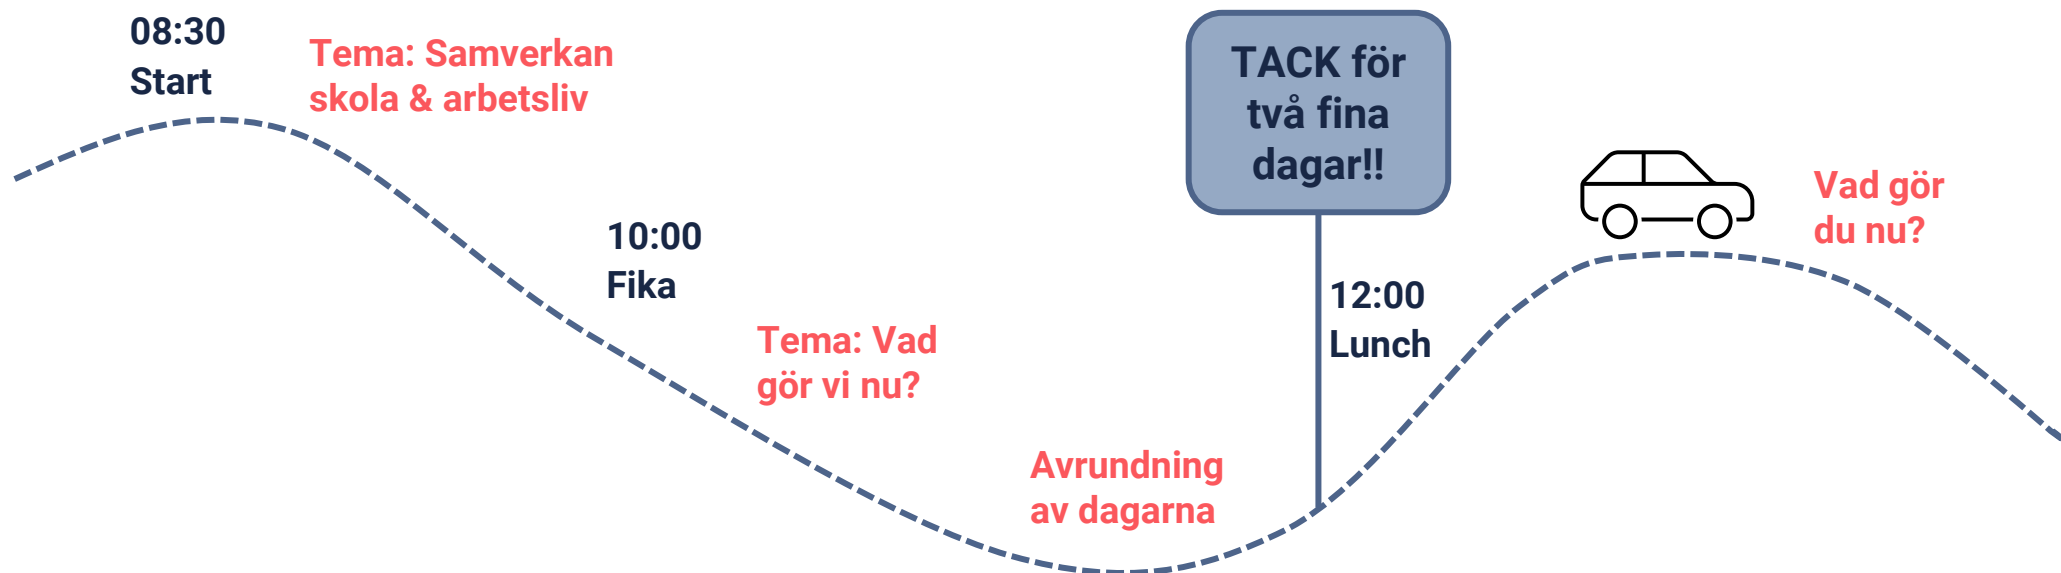 08:30
Start
Tema: Samverkan
skola & arbetsliv
10:00
Fika
Tema: Vad
gör vi nu?
Avrundning
av dagarna
TACK för
två fina
dagar!!
12:00
Lunch
Vad gör
du nu?